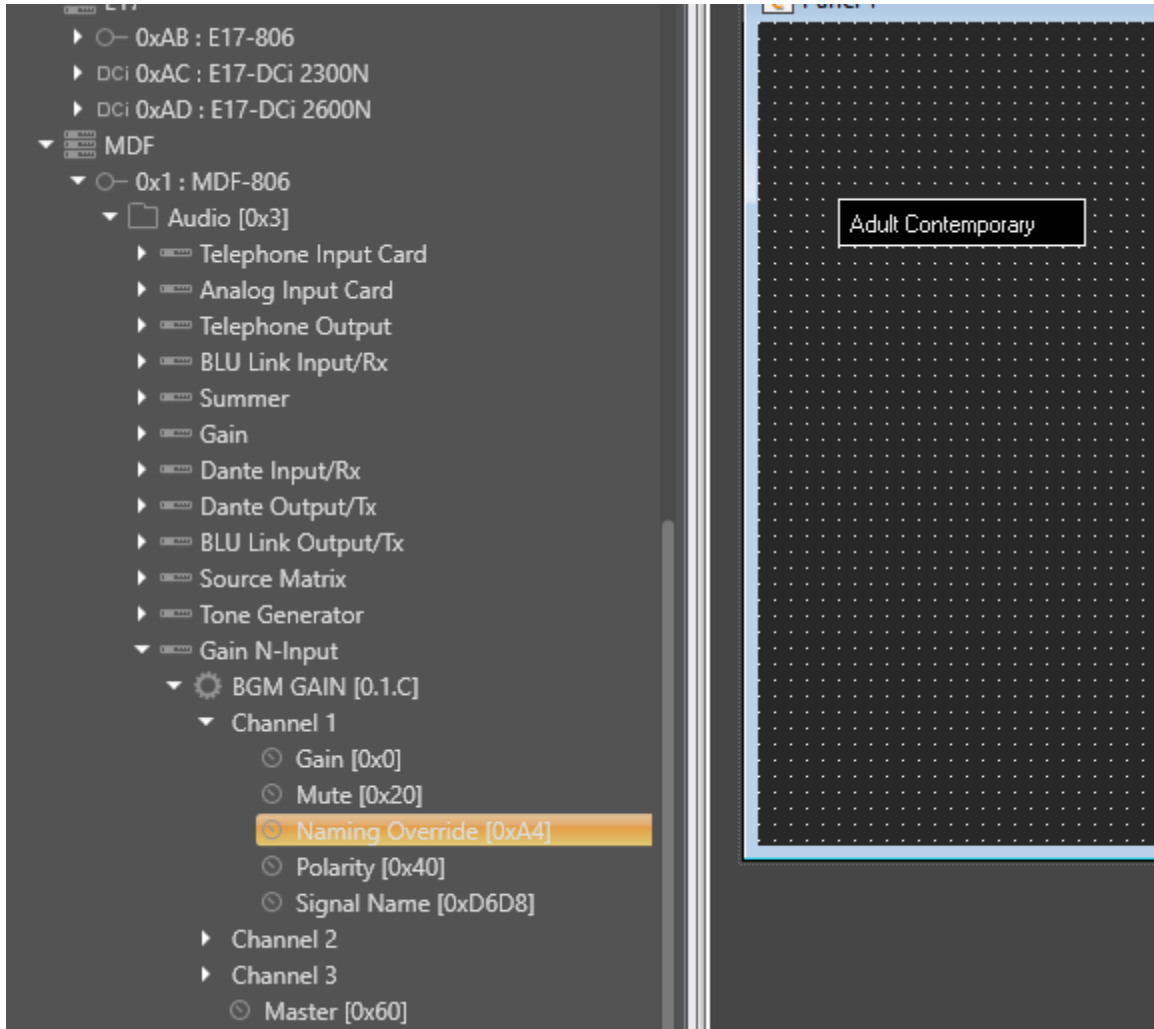 E17
0xAB : E17-806
DCi 0xAC : E17-DCi 2300N
DCi 0xAD : E17-DCi 2600N
MDF
0x1 : MDF-806
Audio [0x3]
Telephone Input Card
Analog Input Card
Telephone Output
BLU Link Input/Rx
Summer
Gain
Dante Input/Rx
Dante Output/Tx
BLU Link Output/Tx
Source Matrix
Tone Generator
Gain N-Input
BGM GAIN [0.1.C]
Channel 1
Gain [0x0]
Mute [0x20]
Naming Override [0xA4]
Polarity [0x40]
Signal Name [0xD6D8]
Channel 2
Channel 3
Master [0x60]
Adult Contemporary